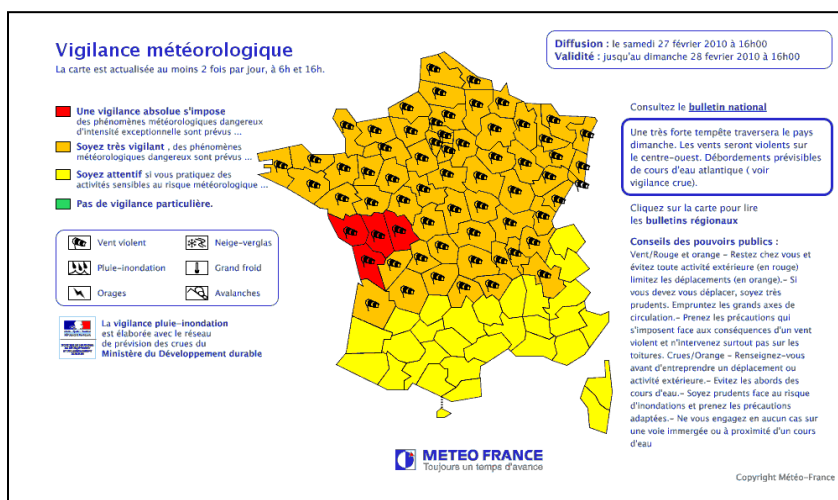 Vigilance météorologique
La carte est actualisée au moins 2 fois par jour, à 6h et 16h.
Diffusion : le samedi 27 février 2010 à 16h00
Validité : jusqu'au dimanche 28 fevrier 2010 à 16h00
Une vigilance absolue s'impose
des phénomènes météorologiques dangereux
d'intensité exceptionnelle sont prévus ...
Soyez très vigilant , des phénomènes
météorologiques dangereux sont prévus ...
Soyez attentif si vous pratiquez des
activités sensibles au risque météorologique ...
Pas de vigilance particulière.
Vent violent
Neige-verglas
Pluie-inondation
Grand froid
Orages
Avalanches
La vigilance pluie-inondation
est élaborée avec le réseau
de prévision des crues du
Ministère du Développement durable
Consultez le bulletin national
Une très forte tempête traversera le pays
dimanche. Les vents seront violents sur
le centre-ouest. Débordements prévisibles
de cours d'eau atlantique ( voir
vigilance crue).
Cliquez sur la carte pour lire
les bulletins régionaux
Conseils des pouvoirs publics :
Vent/Rouge et orange - Restez chez vous et
évitez toute activité extérieure (en rouge)
limitez les déplacements (en orange).- Si
vous devez vous déplacer, soyez très
prudents. Empruntez les grands axes de
circulation.- Prenez les précautions qui
s'imposent face aux conséquences d'un vent
violent et n'intervenez surtout pas sur les
toitures. Crues/Orange - Renseignez-vous
avant d'entreprendre un déplacement ou
activité extérieure.- Evitez les abords des
cours d'eau.- Soyez prudents face au risque
d'inondations et prenez les précautions
adaptées.- Ne vous engagez en aucun cas sur
une voie immergée ou à proximité d'un cours
d'eau
METEO FRANCE
Toujours un temps d'avance
Copyright Météo-France